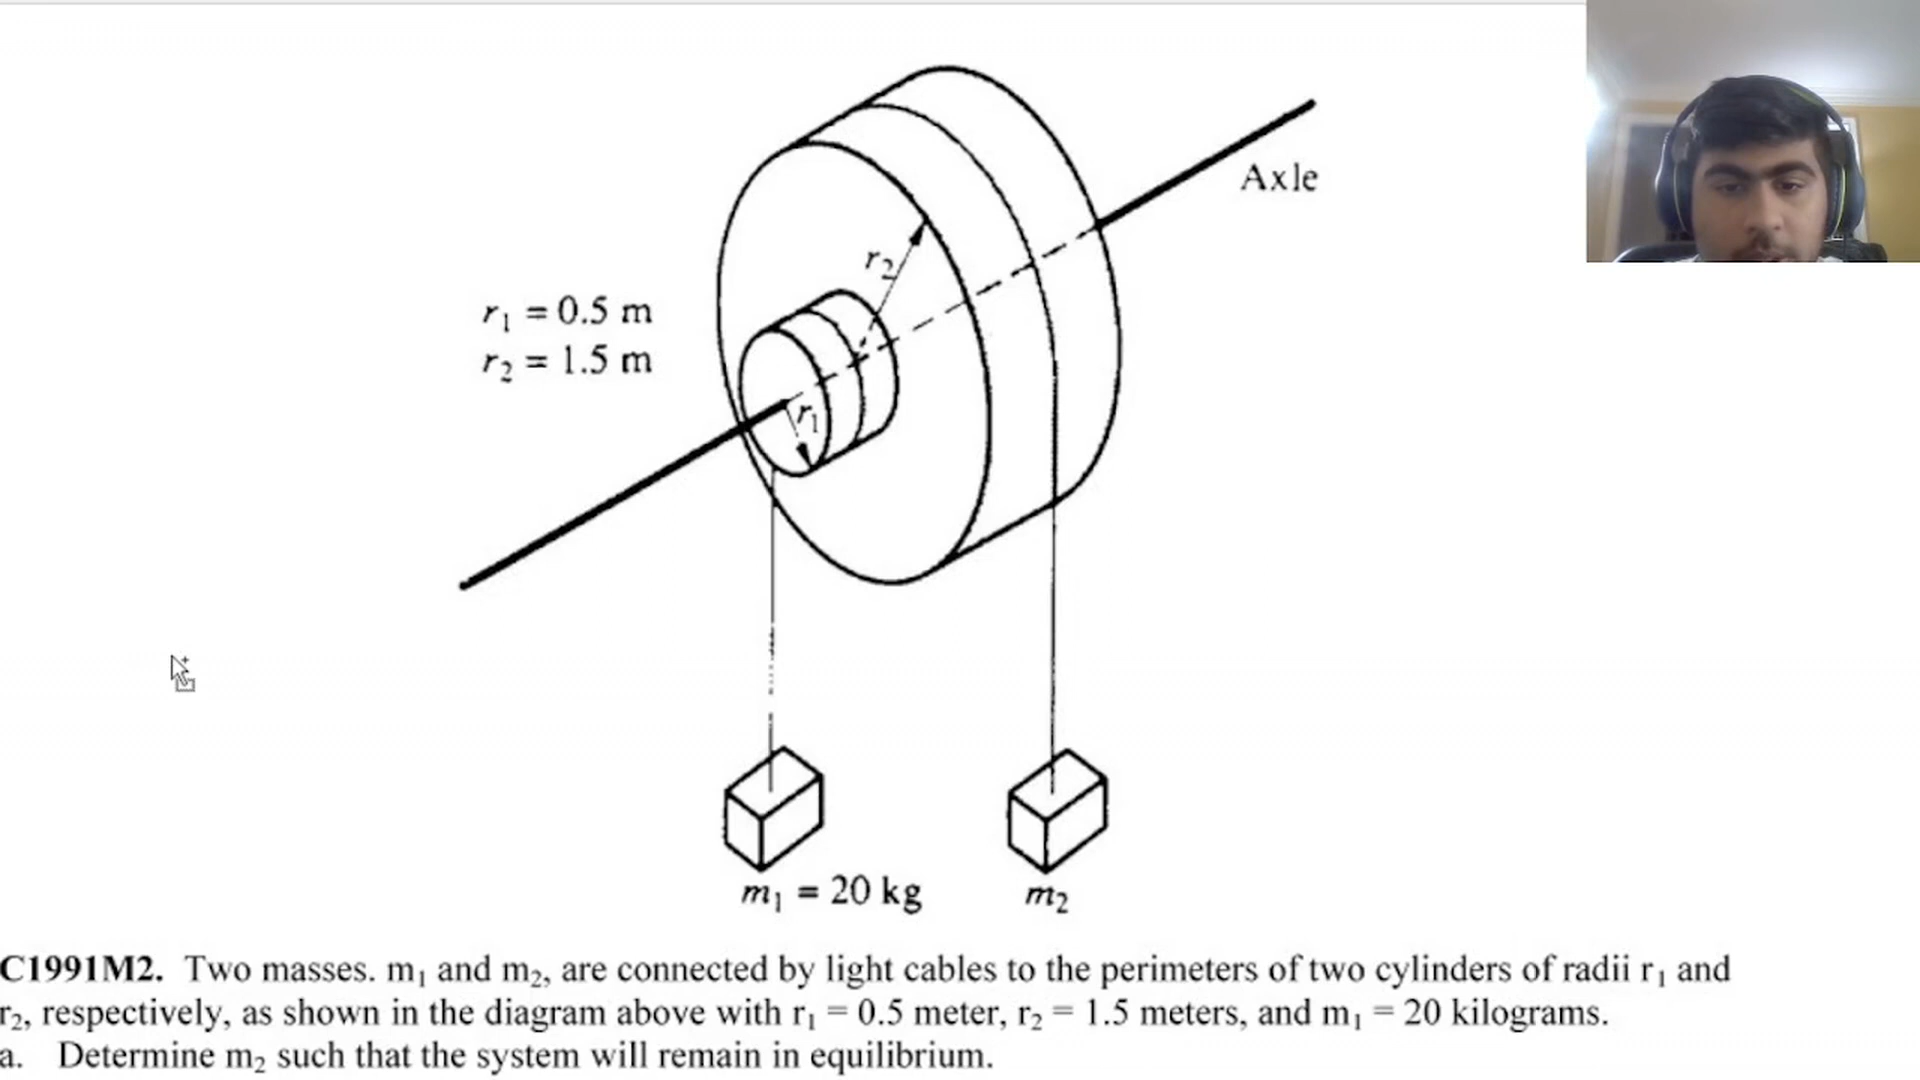 Axle
r₂
r₁ = 0.5 m
r₂ = 1.5 m
r₁
m₁ = 20 kg
m₂
C1991M2. Two masses. m₁ and m₂, are connected by light cables to the perimeters of two cylinders of radii r₁ and
r₂, respectively, as shown in the diagram above with r₁ = 0.5 meter, r₂ = 1.5 meters, and m₁ = 20 kilograms.
a. Determine m₂ such that the system will remain in equilibrium.